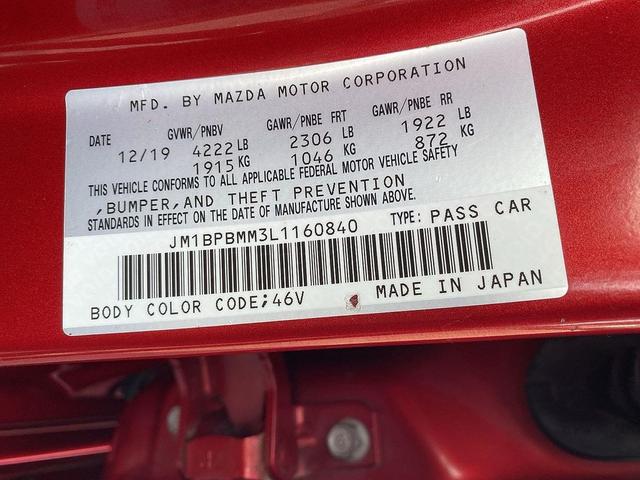 MFD. BY MAZDA MOTOR CORPORATION
DATE GVWR/PNBV GAWR/PNBE FRT GAWR/PNBE RR
12/19 4222 LB 2306 LB 1922 LB
1915 KG 1046 KG 872 KG
THIS VEHICLE CONFORMS TO ALL APPLICABLE FEDERAL MOTOR VEHICLE SAFETY
,BUMPER,AND THEFT PREVENTION
STANDARDS IN EFFECT ON THE DATE OF MANUFACTURE SHOWN ABOVE.
JM1BPBMM3L1160840 TYPE: PASS CAR
BODY COLOR CODE;46V MADE IN JAPAN